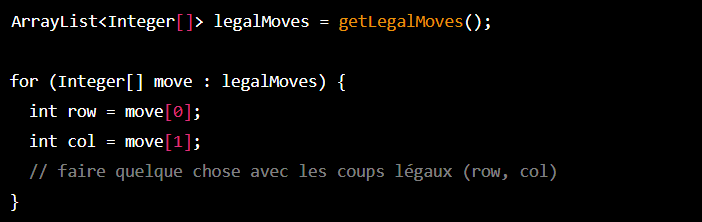 ArrayList<Integer[]> legalMoves = getLegalMoves();
for (Integer[] move : legalMoves) {
int row = move[0];
int col = move[1];
// faire quelque chose avec les coups légaux (row, col)
}